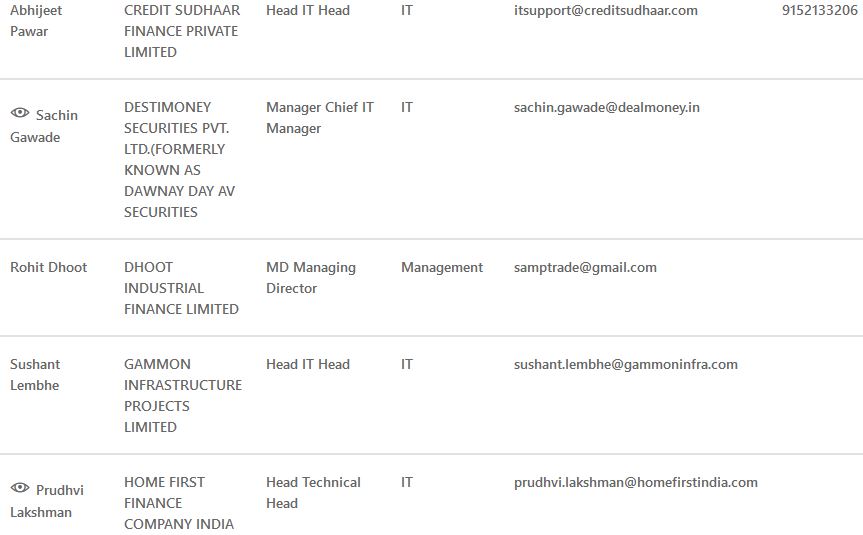 Abhijeet Pawar CREDIT SUDHAAR FINANCE PRIVATE LIMITED Head IT Head IT itsupport@creditsudhaar.com 9152133206
Sachin Gawade DESTIMONEY SECURITIES PVT. LTD.(FORMERLY KNOWN AS DAWNAY DAY AV SECURITIES Manager Chief IT Manager IT sachin.gawade@dealmoney.in
Rohit Dhoot DHOOT INDUSTRIAL FINANCE LIMITED MD Managing Director Management samptrade@gmail.com
Sushant Lembhe GAMMON INFRASTRUCTURE PROJECTS LIMITED Head IT Head IT sushant.lembhe@gammoninfra.com
Prudhvi Lakshman HOME FIRST FINANCE COMPANY INDIA Head Technical Head IT prudhvi.lakshman@homefirstindia.com